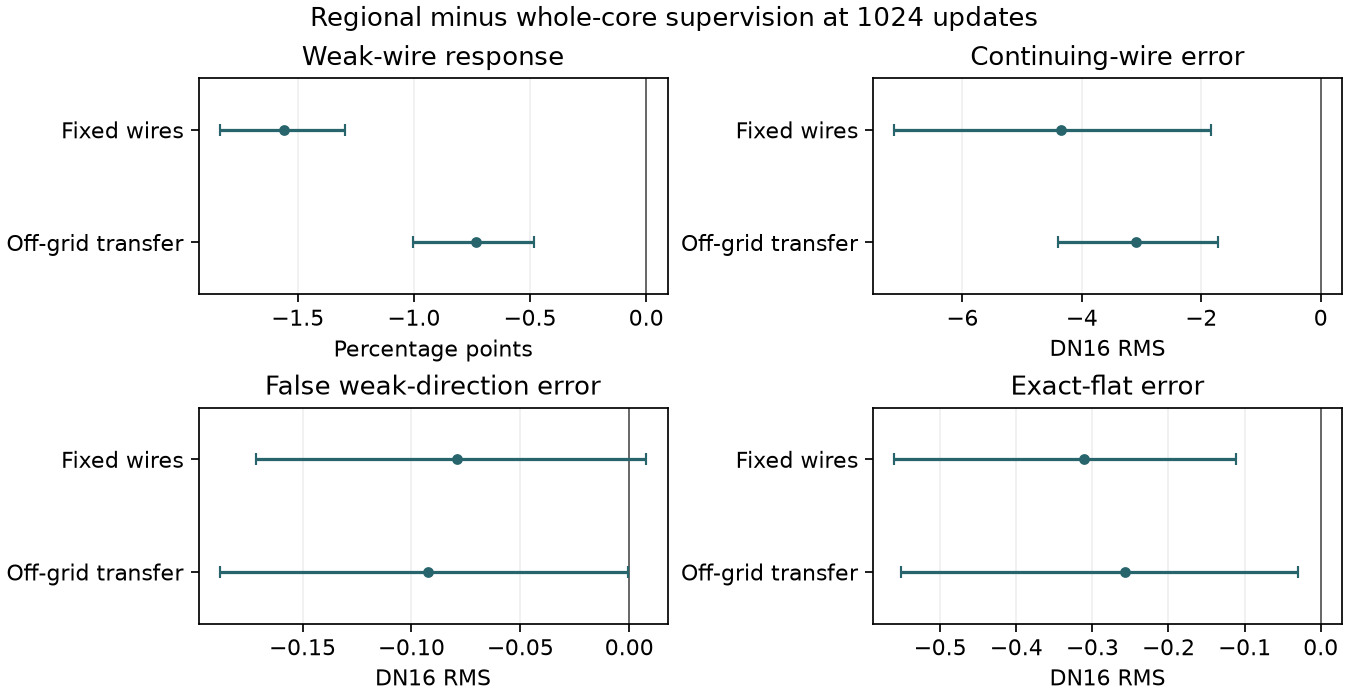 Regional minus whole-core supervision at 1024 updates
Weak-wire response
Fixed wires
Off-grid transfer
−1.5 −1.0 −0.5 0.0
Percentage points
Continuing-wire error
Fixed wires
Off-grid transfer
−6 −4 −2 0
DN16 RMS
False weak-direction error
Fixed wires
Off-grid transfer
−0.15 −0.10 −0.05 0.00
DN16 RMS
Exact-flat error
Fixed wires
Off-grid transfer
−0.5 −0.4 −0.3 −0.2 −0.1 0.0
DN16 RMS